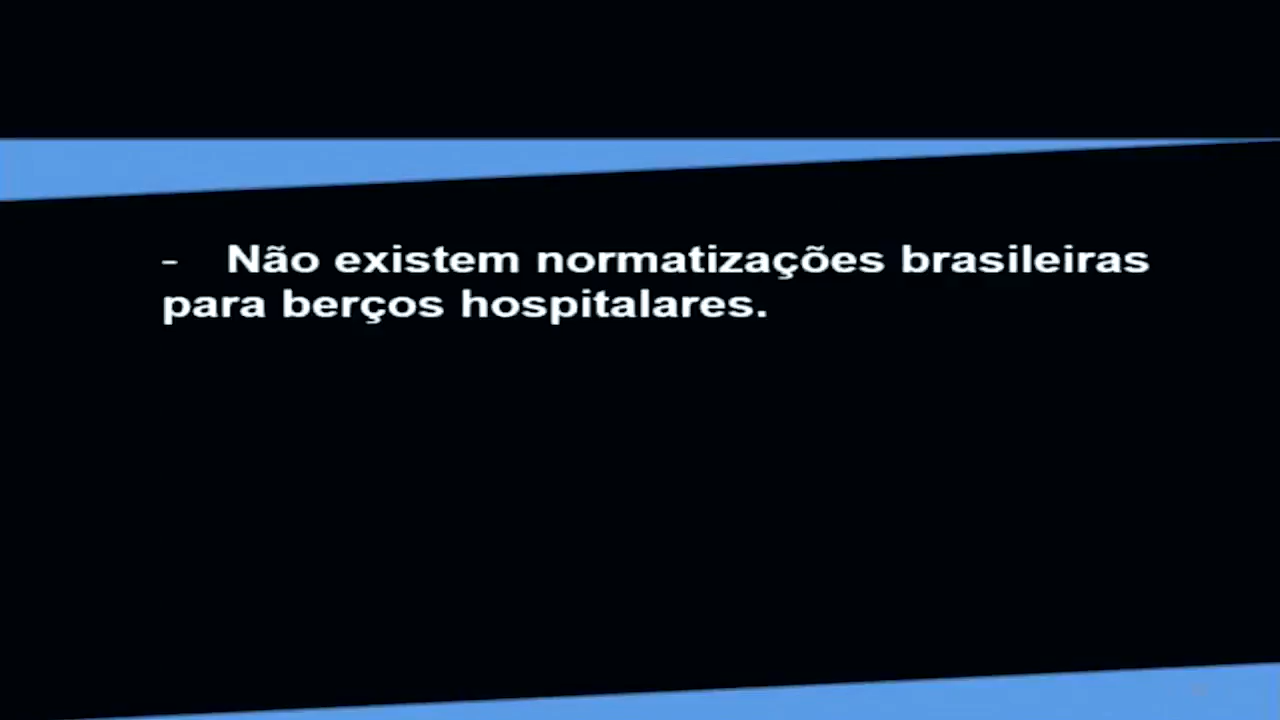 - Não existem normatizações brasileiras
para berços hospitalares.